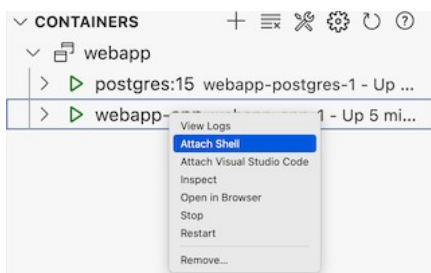 CONTAINERS
webapp
postgres:15 webapp-postgres-1 - Up ...
webapp- 1 - Up 5 mi...
View Logs
Attach Shell
Attach Visual Studio Code
Inspect
Open in Browser
Stop
Restart
Remove...